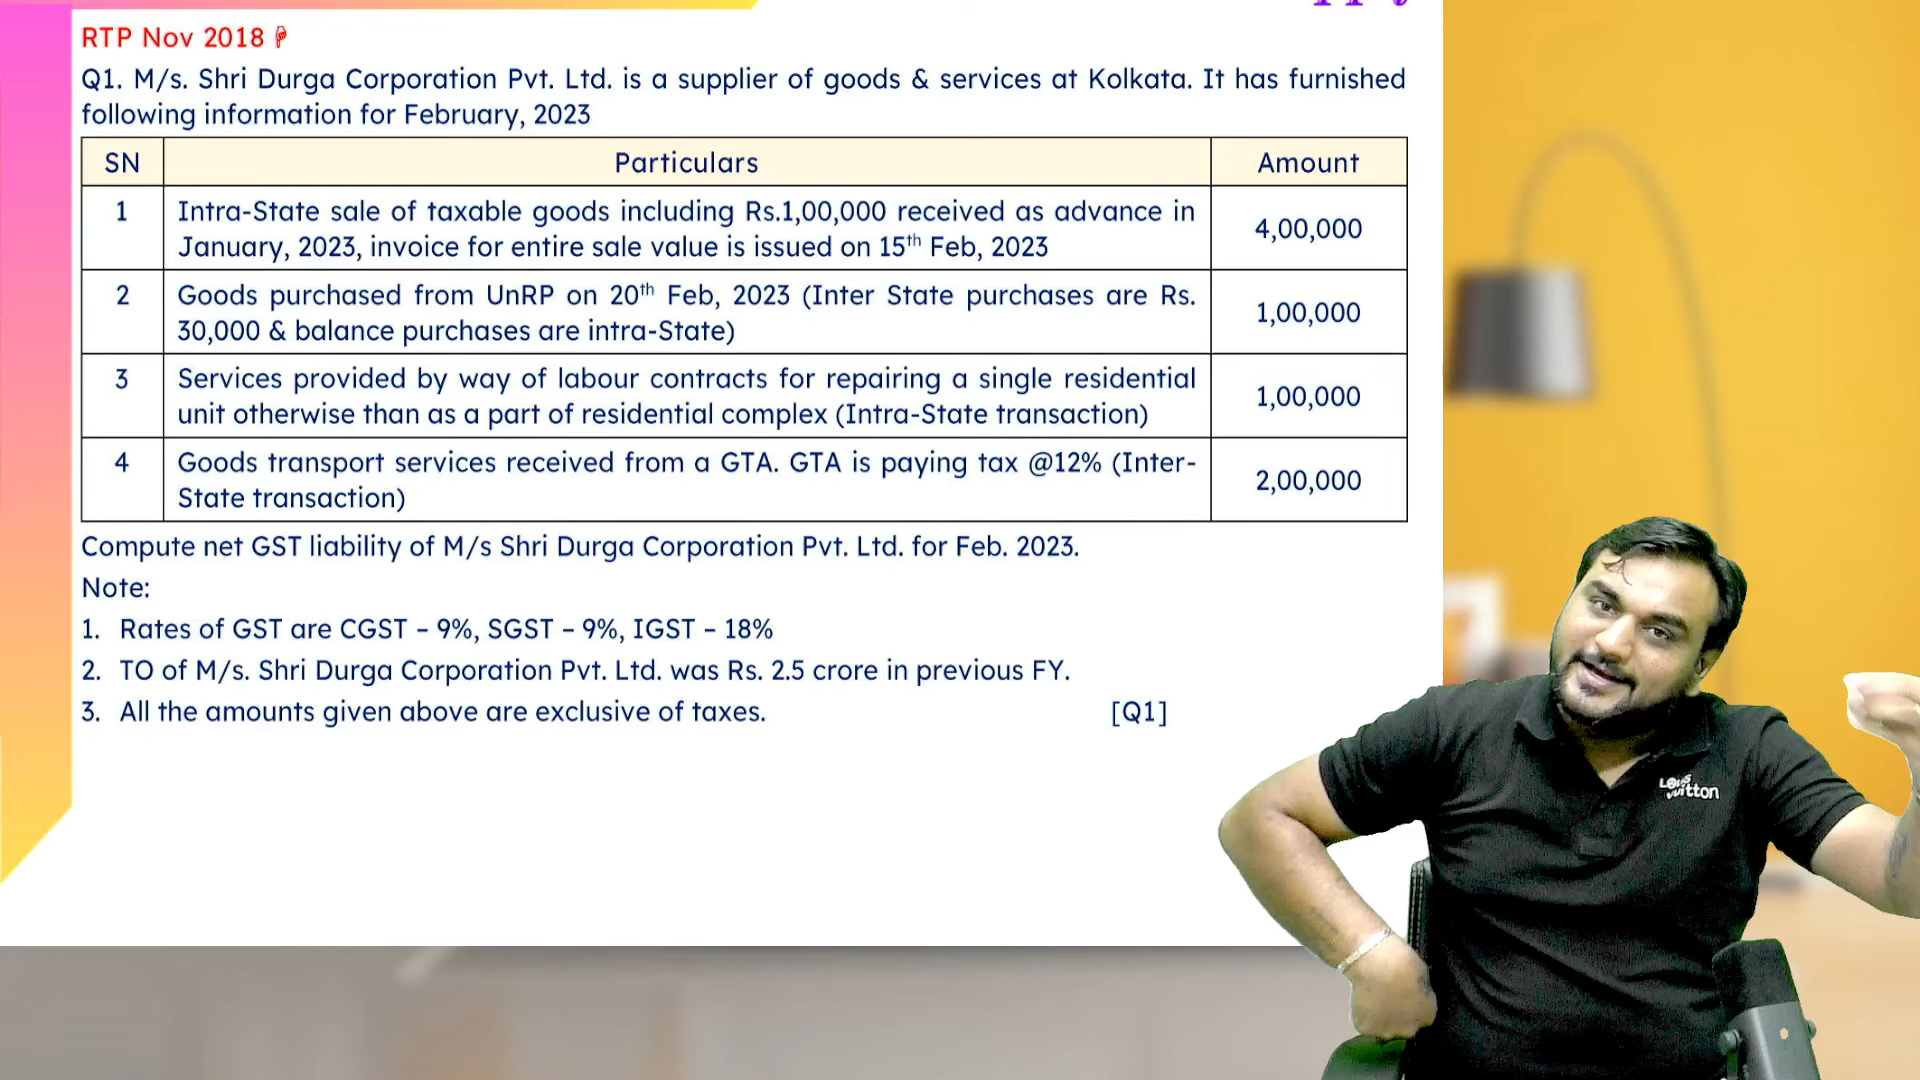 RTP Nov 2018
Q1. M/s. Shri Durga Corporation Pvt. Ltd. is a supplier of goods & services at Kolkata. It has furnished
following information for February, 2023
SN Particulars Amount
1 Intra-State sale of taxable goods including Rs.1,00,000 received as advance in
January, 2023, invoice for entire sale value is issued on 15th Feb, 2023 4,00,000
2 Goods purchased from UnRP on 20th Feb, 2023 (Inter State purchases are Rs.
30,000 & balance purchases are intra-State) 1,00,000
3 Services provided by way of labour contracts for repairing a single residential
unit otherwise than as a part of residential complex (Intra-State transaction) 1,00,000
4 Goods transport services received from a GTA. GTA is paying tax @12% (Inter-
State transaction) 2,00,000
Compute net GST liability of M/s Shri Durga Corporation Pvt. Ltd. for Feb. 2023.
Note:
1. Rates of GST are CGST – 9%, SGST – 9%, IGST – 18%
2. TO of M/s. Shri Durga Corporation Pvt. Ltd. was Rs. 2.5 crore in previous FY.
3. All the amounts given above are exclusive of taxes. [Q1]
Louis
Vuitton